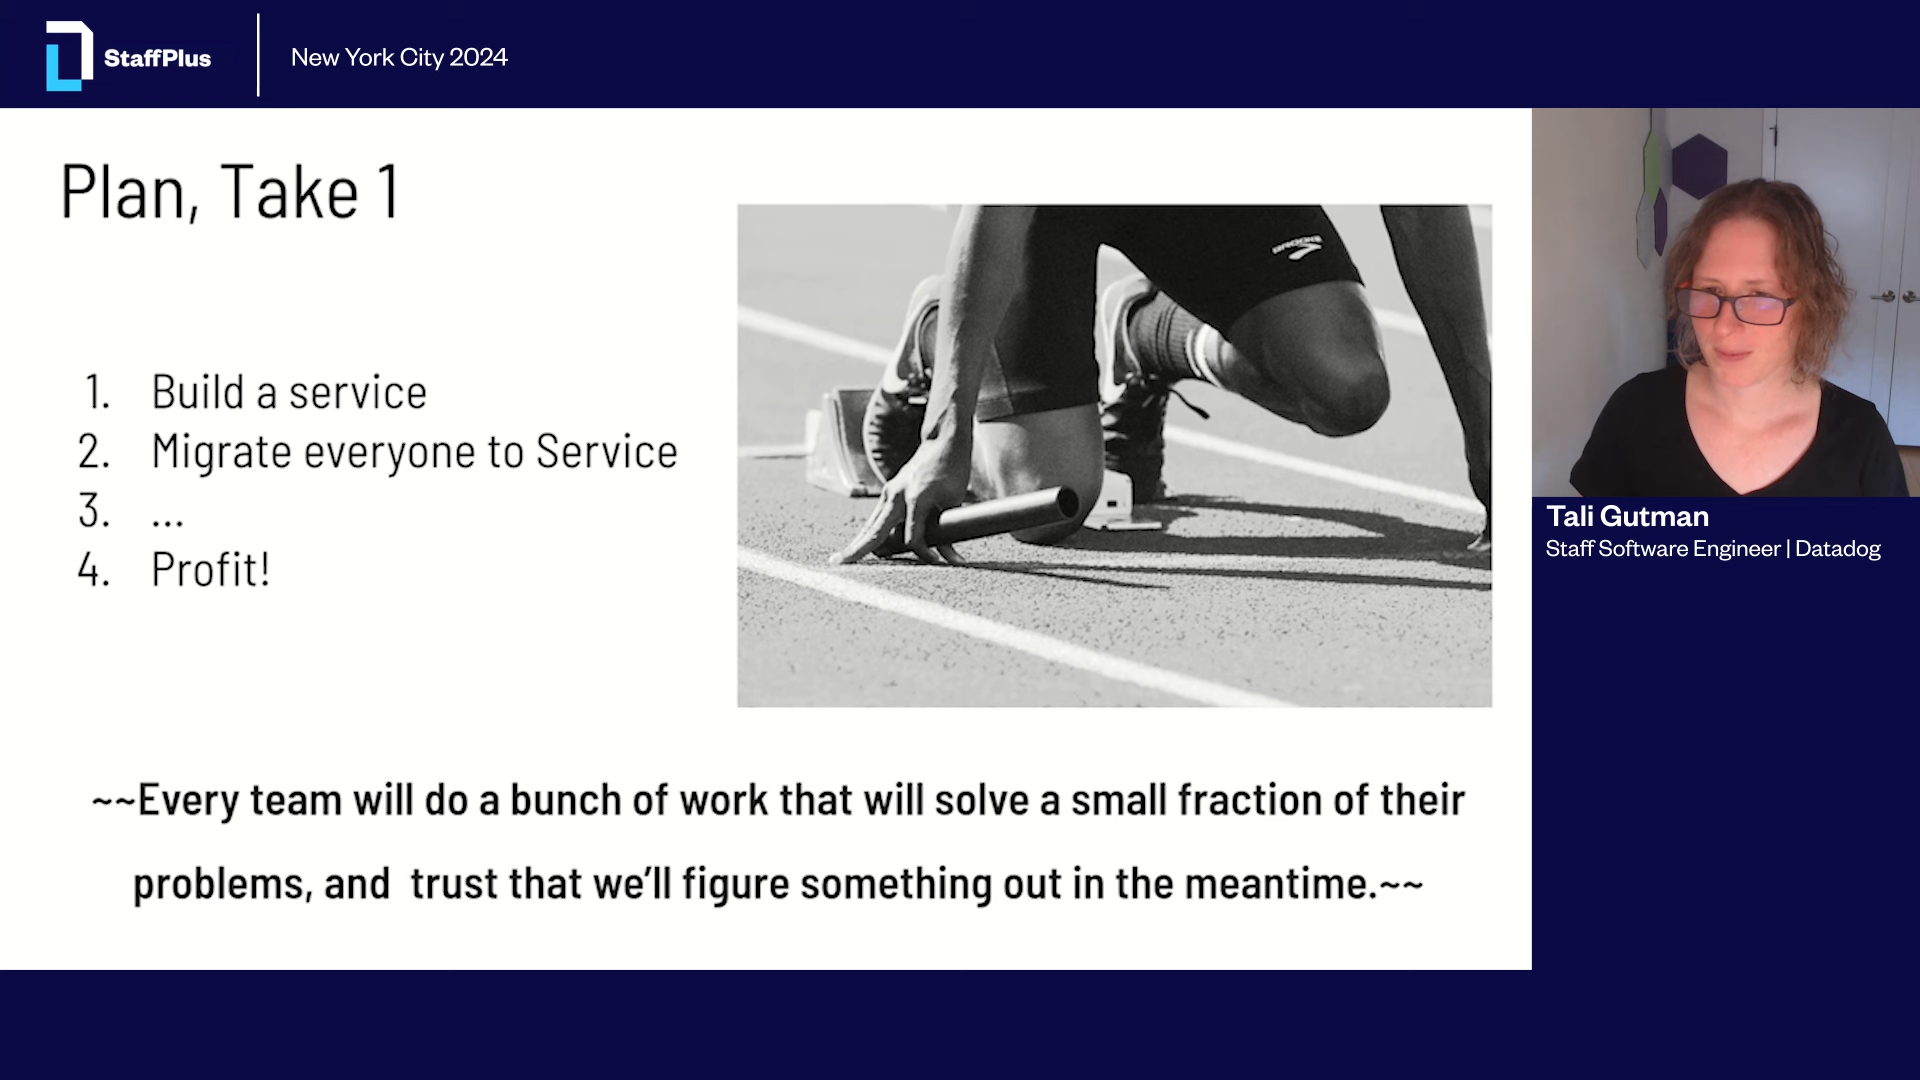 StaffPlus
New York City 2024
Plan, Take 1
1. Build a service
2. Migrate everyone to Service
3. ...
4. Profit!
BROOKS
~~Every team will do a bunch of work that will solve a small fraction of their
problems, and  trust that we’ll figure something out in the meantime.~~
Tali Gutman
Staff Software Engineer | Datadog